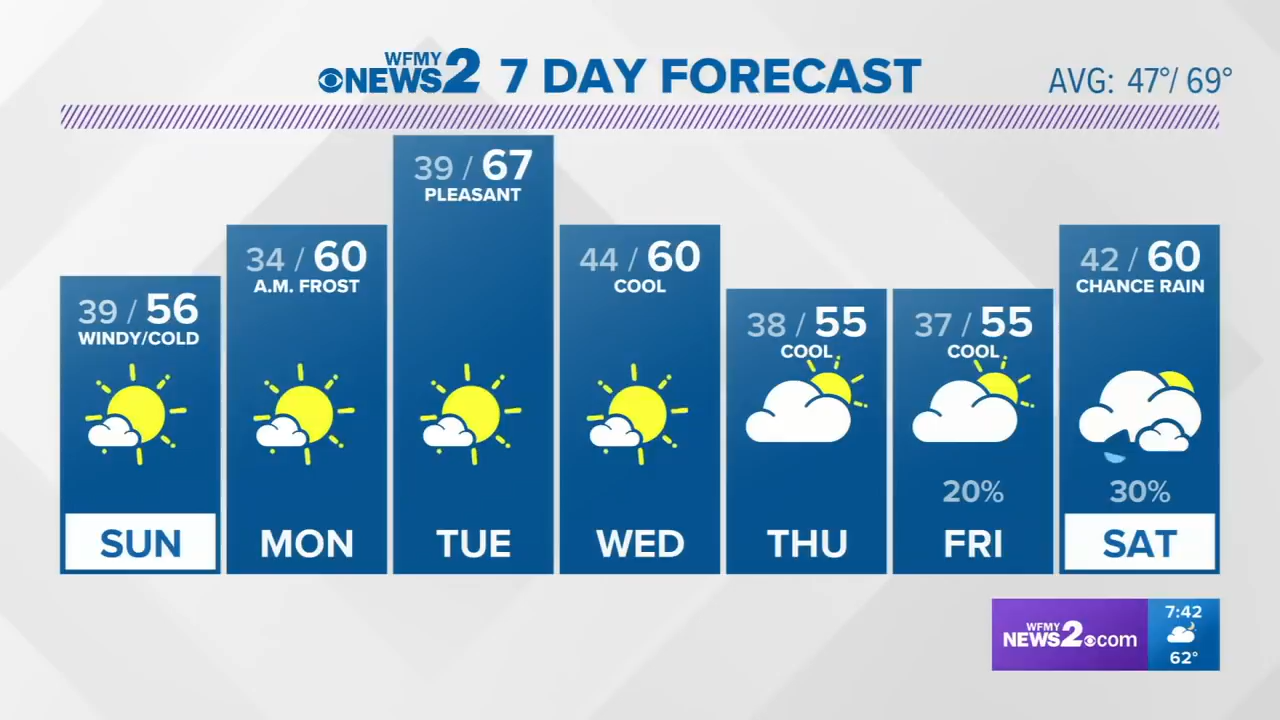 WFMY NEWS 2 7 DAY FORECAST
AVG: 47°/ 69°
39 / 56
WINDY/COLD
SUN
34 / 60
A.M. FROST
MON
39 / 67
PLEASANT
TUE
44 / 60
COOL
WED
38 / 55
COOL
THU
37 / 55
COOL
20%
FRI
42 / 60
CHANCE RAIN
30%
SAT
WFMY
NEWS2.com
7:42
62°